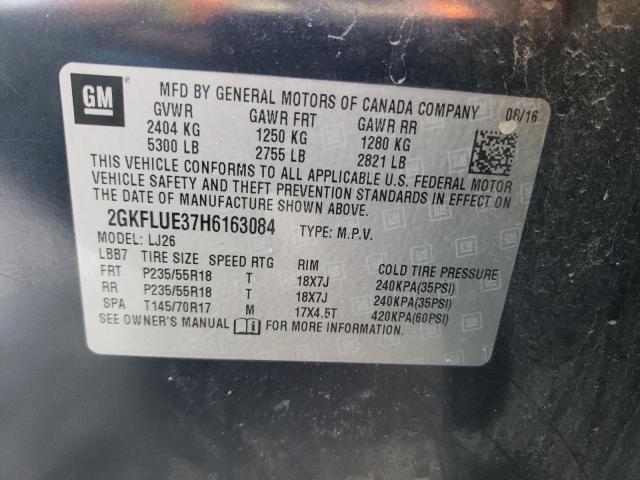 GM
MFD BY GENERAL MOTORS OF CANADA COMPANY 08/16
GVWR GAWR FRT GAWR RR
2404 KG 1250 KG 1280 KG
5300 LB 2755 LB 2821 LB
THIS VEHICLE CONFORMS TO ALL APPLICABLE U.S. FEDERAL MOTOR
VEHICLE SAFETY AND THEFT PREVENTION STANDARDS IN EFFECT ON
THE DATE OF MANUFACTURE SHOWN ABOVE.
2GKFLUE37H6163084 TYPE: M.P.V.
MODEL: LJ26
LBB7 TIRE SIZE SPEED RTG RIM COLD TIRE PRESSURE
FRT P235/55R18 T 18X7J 240KPA(35PSI)
RR P235/55R18 T 18X7J 240KPA(35PSI)
SPA T145/70R17 M 17X4.5T 420KPA(60PSI)
SEE OWNER'S MANUAL FOR MORE INFORMATION.